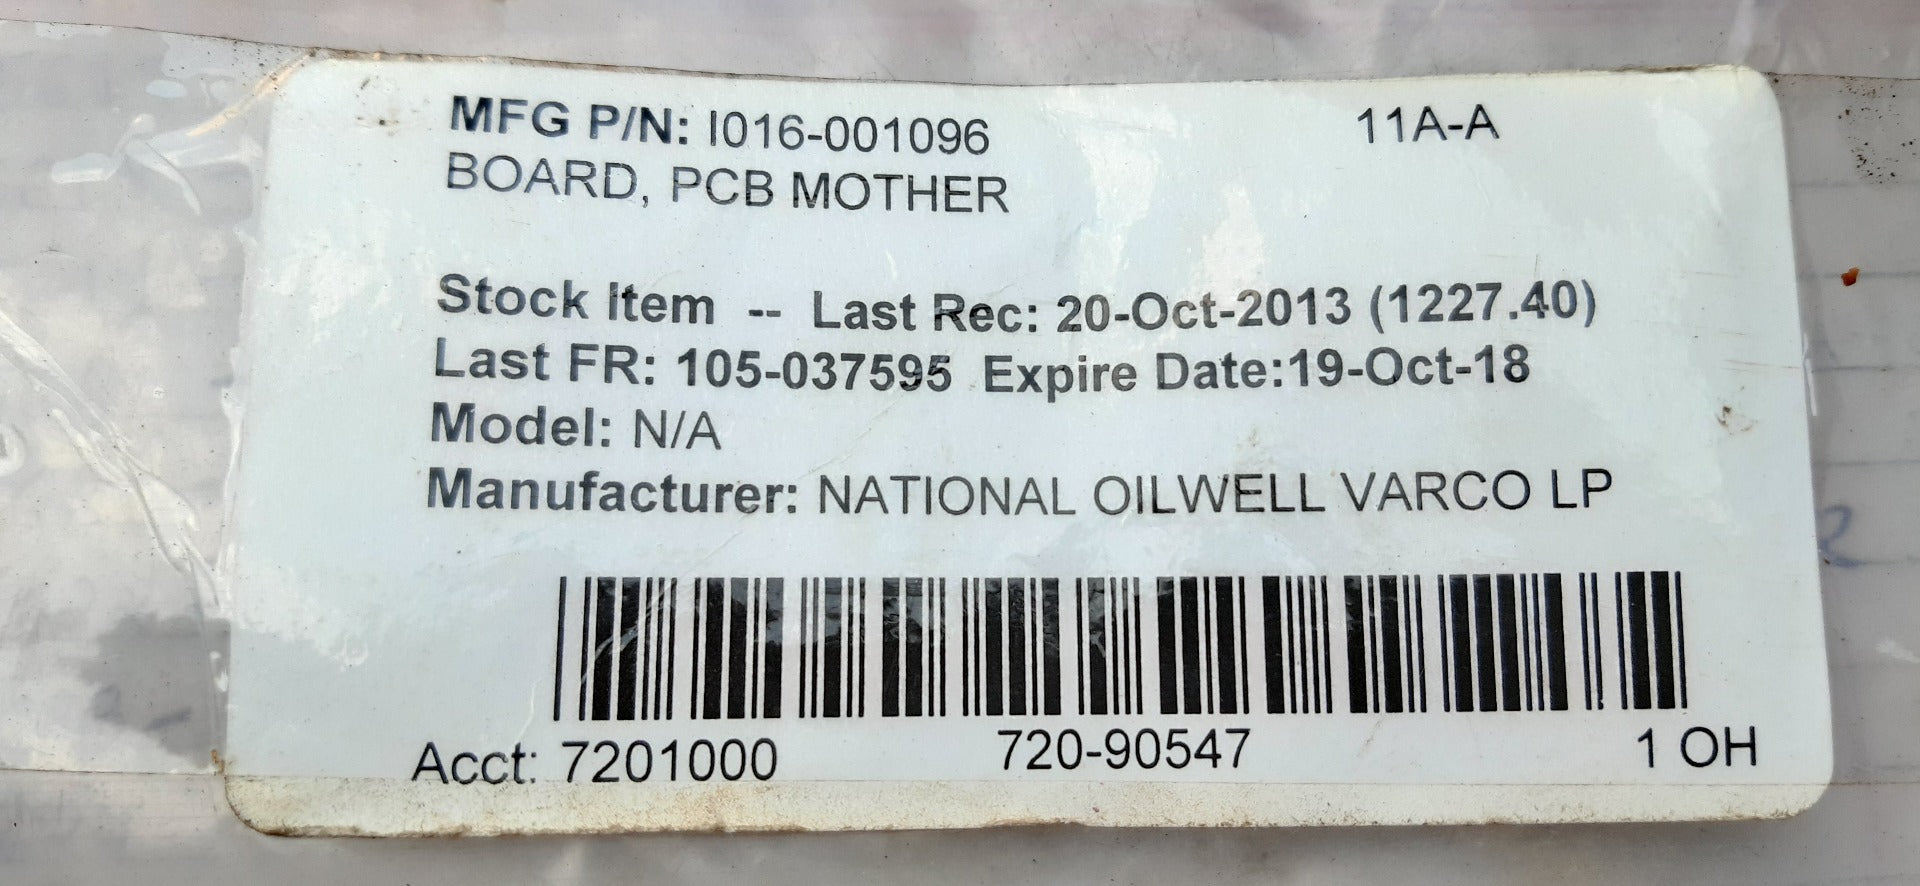 MFG P/N: I016-001096 11A-A
BOARD, PCB MOTHER
Stock Item -- Last Rec: 20-Oct-2013 (1227.40)
Last FR: 105-037595 Expire Date:19-Oct-18
Model: N/A
Manufacturer: NATIONAL OILWELL VARCO LP
Acct: 7201000 720-90547 1 OH